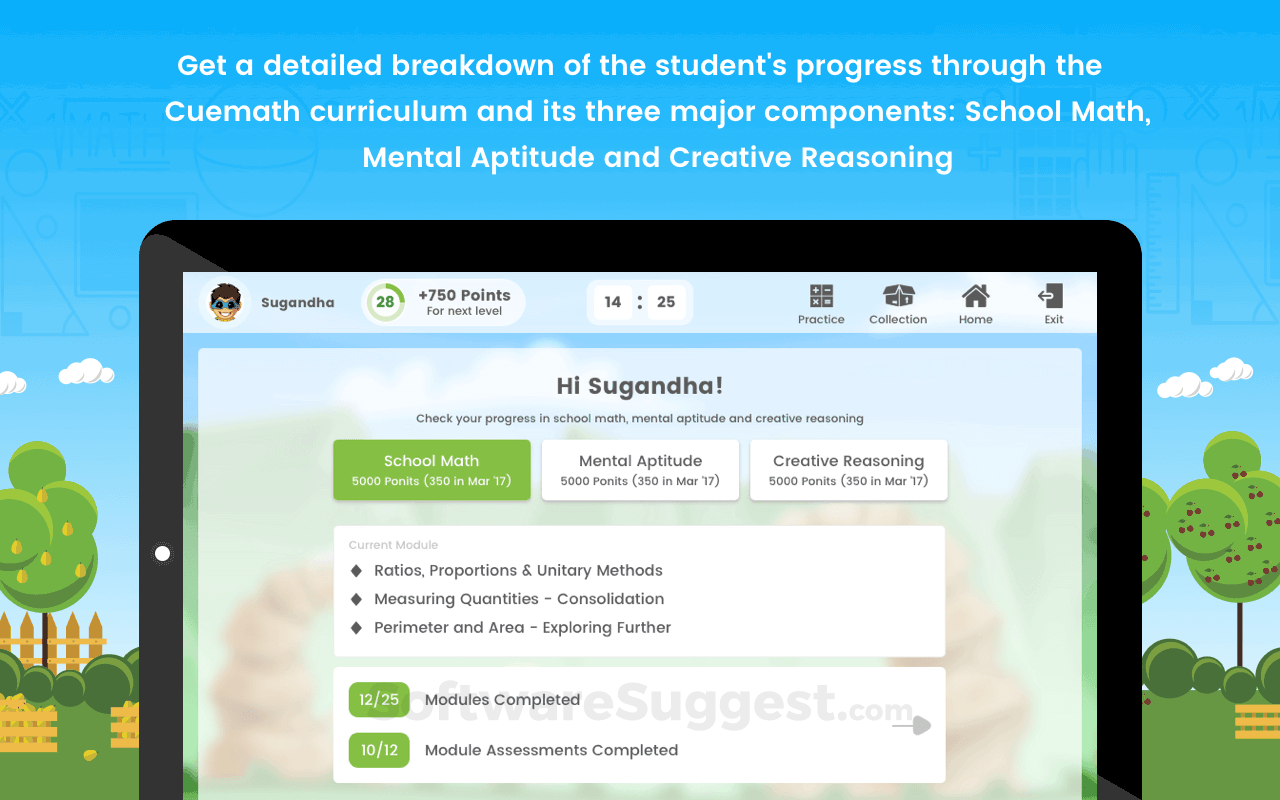 Get a detailed breakdown of the student's progress through the
Cuemath curriculum and its three major components: School Math,
Mental Aptitude and Creative Reasoning
MATH
Sugandha
28
+750 Points
For next level
14 : 25
Practice
Collection
Home
Exit
Hi Sugandha!
Check your progress in school math, mental aptitude and creative reasoning
School Math
5000 Ponits (350 in Mar '17)
Mental Aptitude
5000 Ponits (350 in Mar '17)
Creative Reasoning
5000 Ponits (350 in Mar '17)
Current Module
Ratios, Proportions & Unitary Methods
Measuring Quantities - Consolidation
Perimeter and Area - Exploring Further
12/25 Modules Completed
SoftwareSuggest.com
10/12 Module Assessments Completed